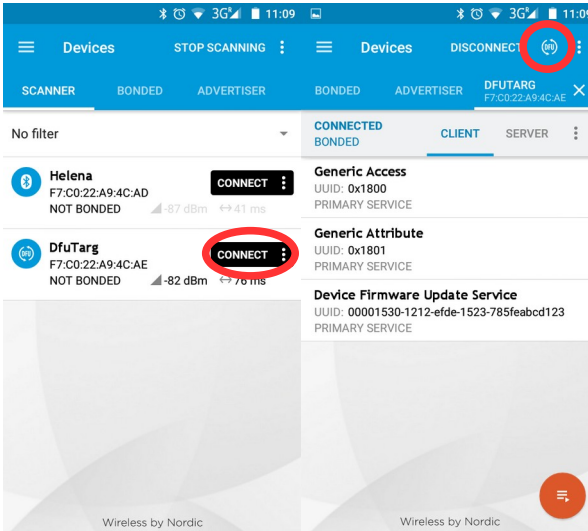 3G R 11:09
Devices STOP SCANNING
SCANNER BONDED ADVERTISER
No filter
Helena
F7:C0:22:A9:4C:AD
NOT BONDED -87 dBm ↔41 ms
CONNECT
DFU
DfuTarg
F7:C0:22:A9:4C:AE
NOT BONDED -82 dBm ↔76 ms
CONNECT
Wireless by Nordic
3G R 11:09
Devices DISCONNECT DFU
BONDED ADVERTISER DFUTARG
F7:C0:22:A9:4C:AE
CONNECTED
BONDED
CLIENT SERVER
Generic Access
UUID: 0x1800
PRIMARY SERVICE
Generic Attribute
UUID: 0x1801
PRIMARY SERVICE
Device Firmware Update Service
UUID: 00001530-1212-efde-1523-785feabcd123
PRIMARY SERVICE
Wireless by Nordic